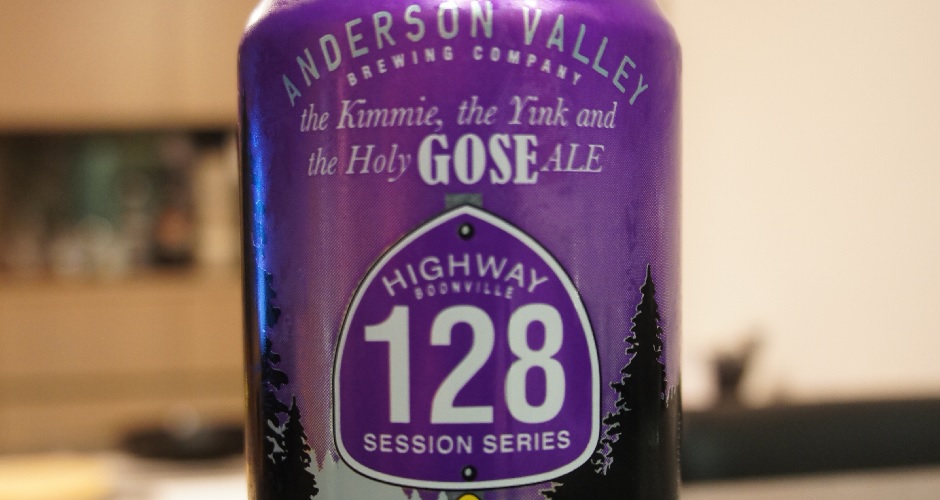 ANDERSON VALLEY
BREWING COMPANY
the Kimmie, the Yink and
the Holy GOSE ALE
HIGHWAY
BOONVILLE
128
SESSION SERIES